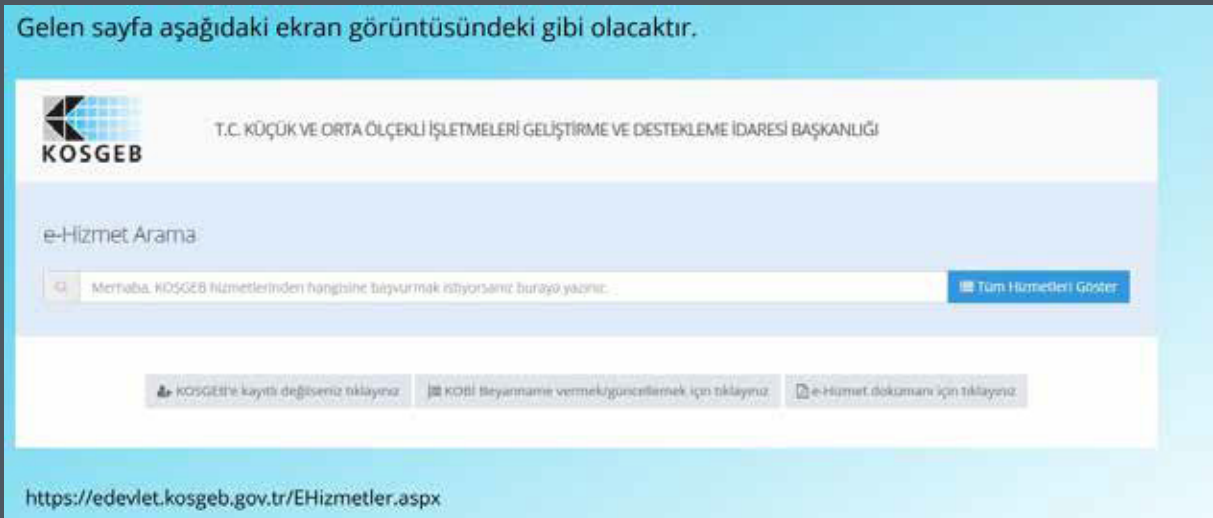 Gelen sayfa aşağıdaki ekran görüntüsündeki gibi olacaktır.
KOSGEB
T.C. KÜÇÜK VE ORTA ÖLÇEKLİ İŞLETMELERİ GELİŞTİRME VE DESTEKLEME İDARESİ BAŞKANLIĞI
e-Hizmet Arama
Merhaba, KOSGEB hizmetlerinden hangisine başvurmak istiyorsanız buraya yazınız.
Tüm Hizmetleri Göster
KOSGEB'e kayıtlı değilseniz tıklayınız
KOBİ Beyanname vermek/güncellemek için tıklayınız
e-Hizmet dokümanı için tıklayınız
https://edevlet.kosgeb.gov.tr/EHizmetler.aspx